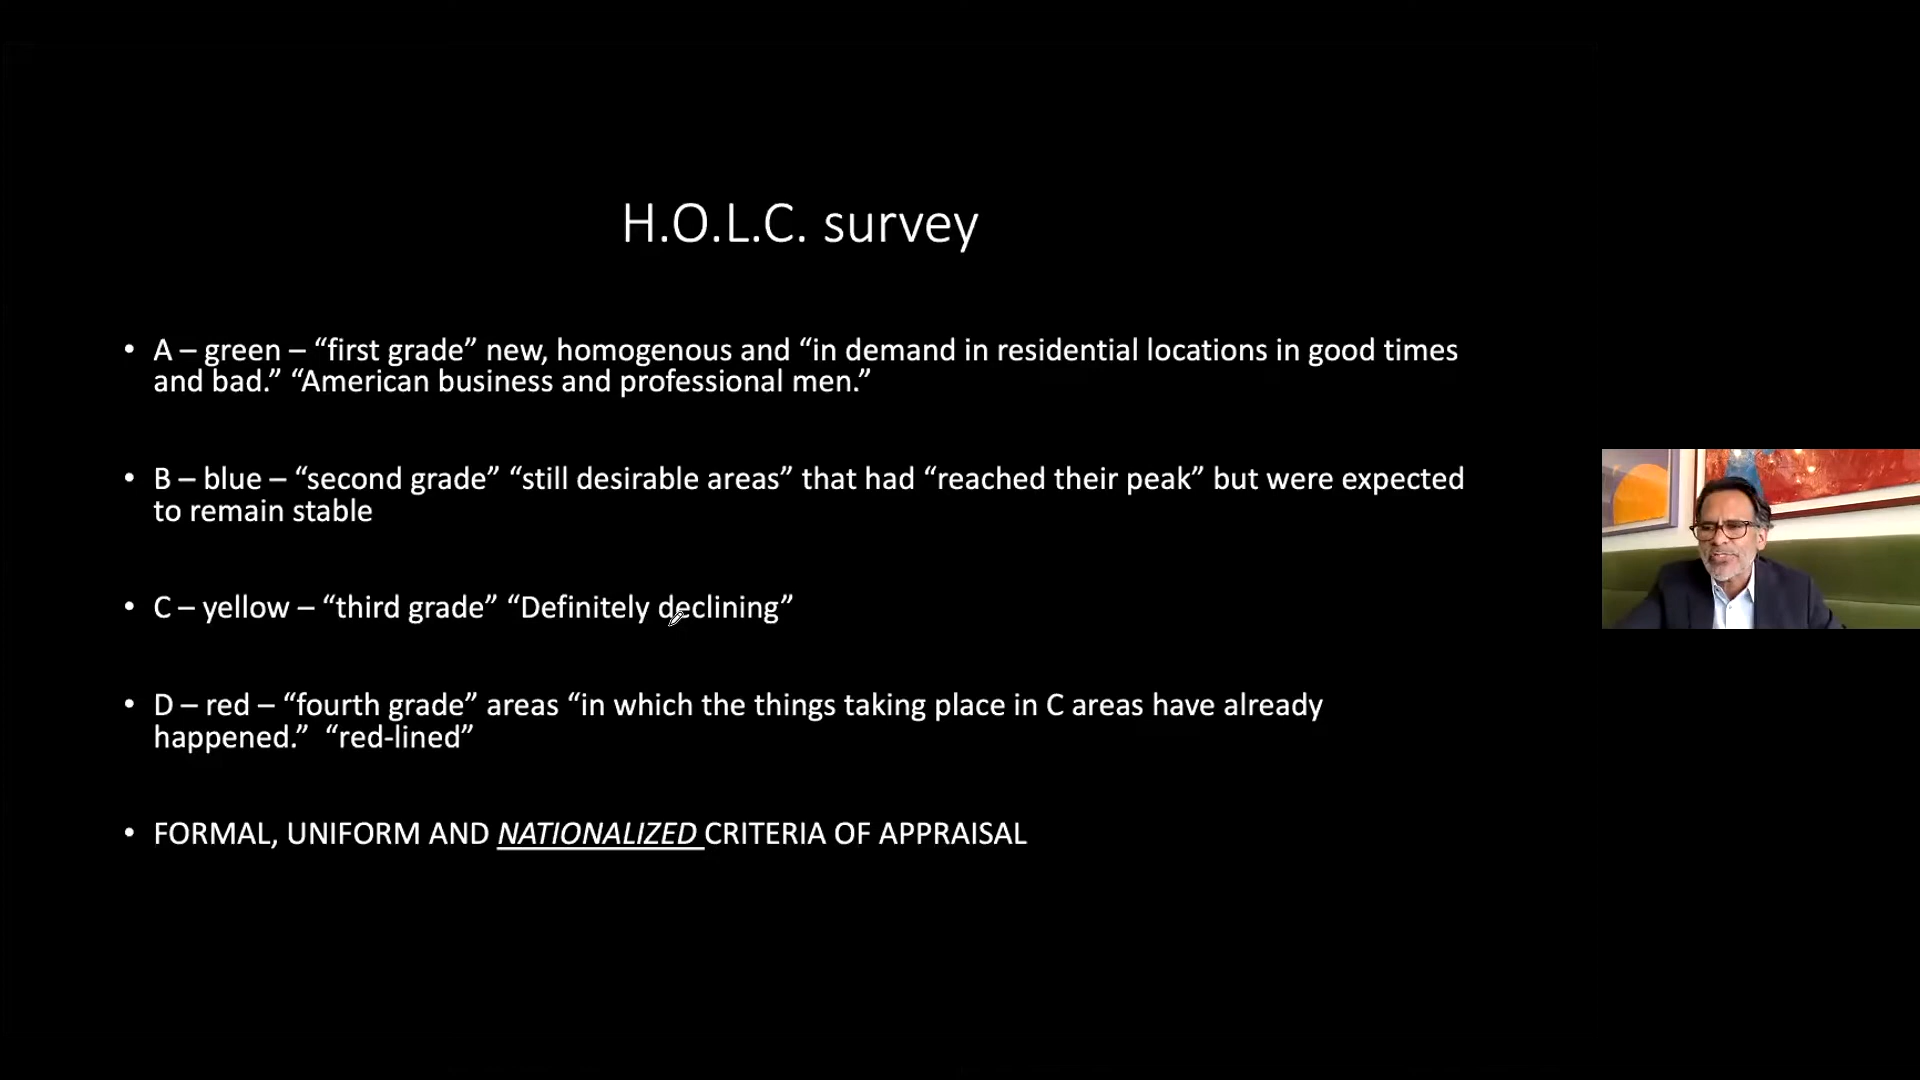 H.O.L.C. survey
• A – green – “first grade” new, homogenous and “in demand in residential locations in good times
and bad.” “American business and professional men.”
• B – blue – “second grade” “still desirable areas” that had “reached their peak” but were expected
to remain stable
• C – yellow – “third grade” “Definitely declining”
• D – red – “fourth grade” areas “in which the things taking place in C areas have already
happened.”  “red-lined”
• FORMAL, UNIFORM AND NATIONALIZED CRITERIA OF APPRAISAL